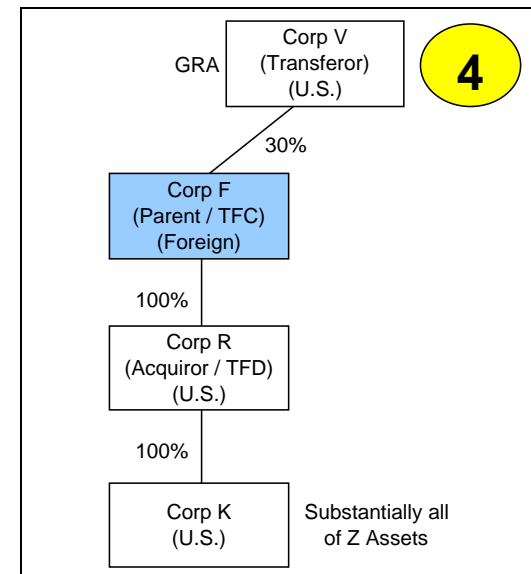 Corp V
(Transferor)
(U.S.)
GRA
4
30%
Corp F
(Parent / TFC)
(Foreign)
100%
Corp R
(Acquiror / TFD)
(U.S.)
100%
Corp K
(U.S.)
Substantially all
of Z Assets